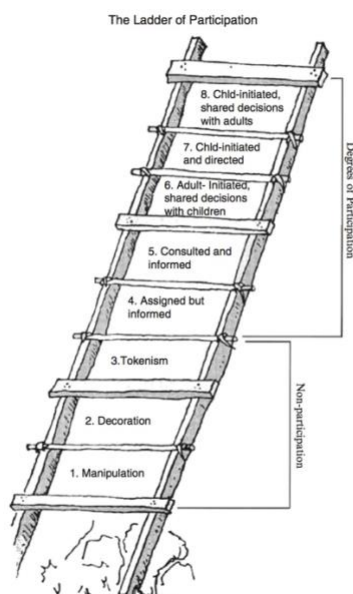 The Ladder of Participation
8. Chld-initiated,
shared decisions
with adults
7. Chld-initiated
and directed
6. Adult- Initiated,
shared decisions
with children
5. Consulted and
informed
4. Assigned but
informed
3.Tokenism
2. Decoration
1. Manipulation
Degrees of Participation
Non-participation